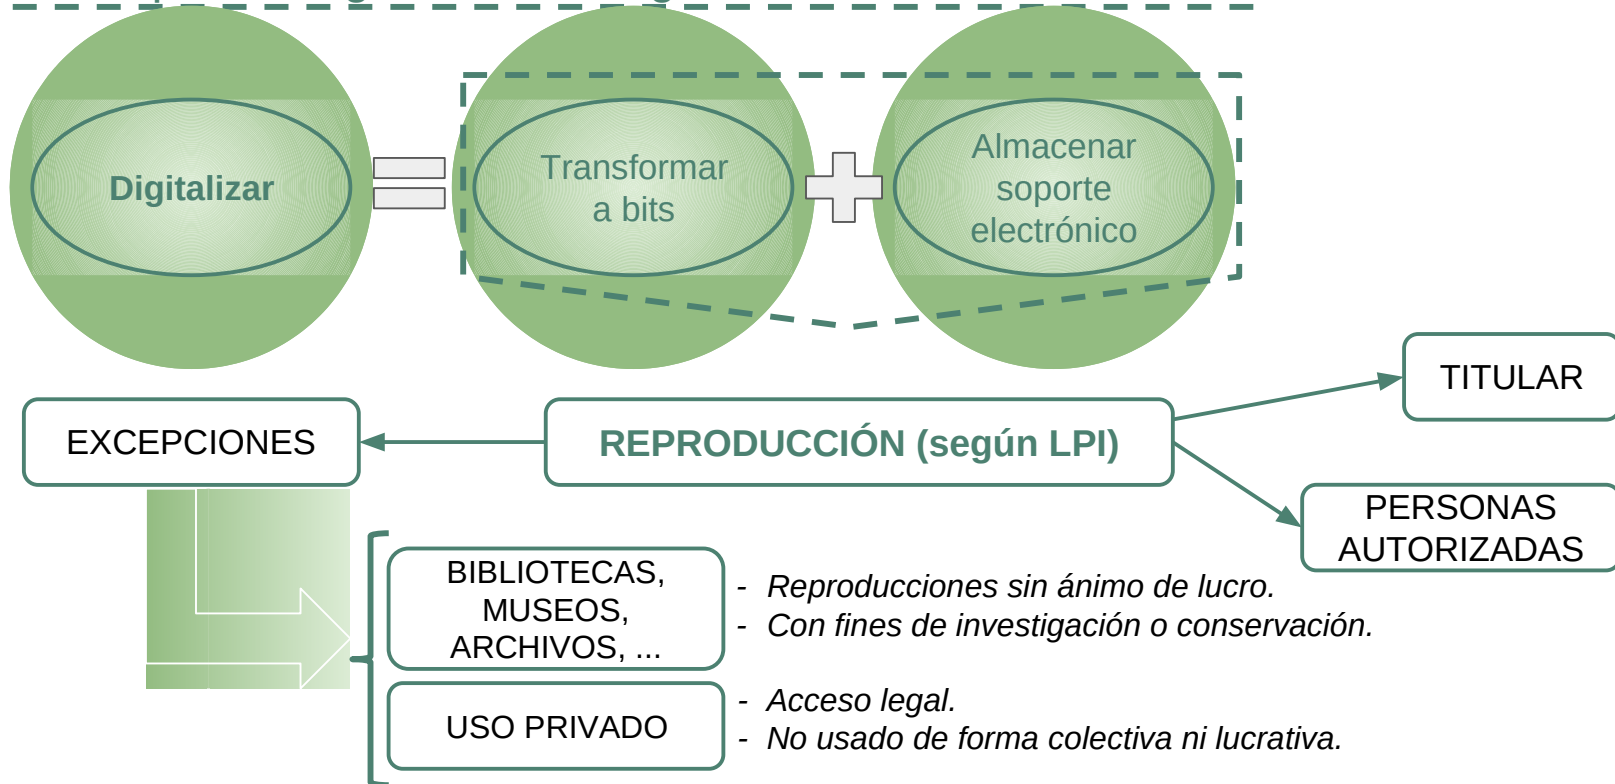 Digitalizar
Transformar
a bits
Almacenar
soporte
electrónico
TITULAR
EXCEPCIONES
REPRODUCCIÓN (según LPI)
PERSONAS
AUTORIZADAS
BIBLIOTECAS,
MUSEOS,
ARCHIVOS, ...
- Reproducciones sin ánimo de lucro.
- Con fines de investigación o conservación.
USO PRIVADO
- Acceso legal.
- No usado de forma colectiva ni lucrativa.